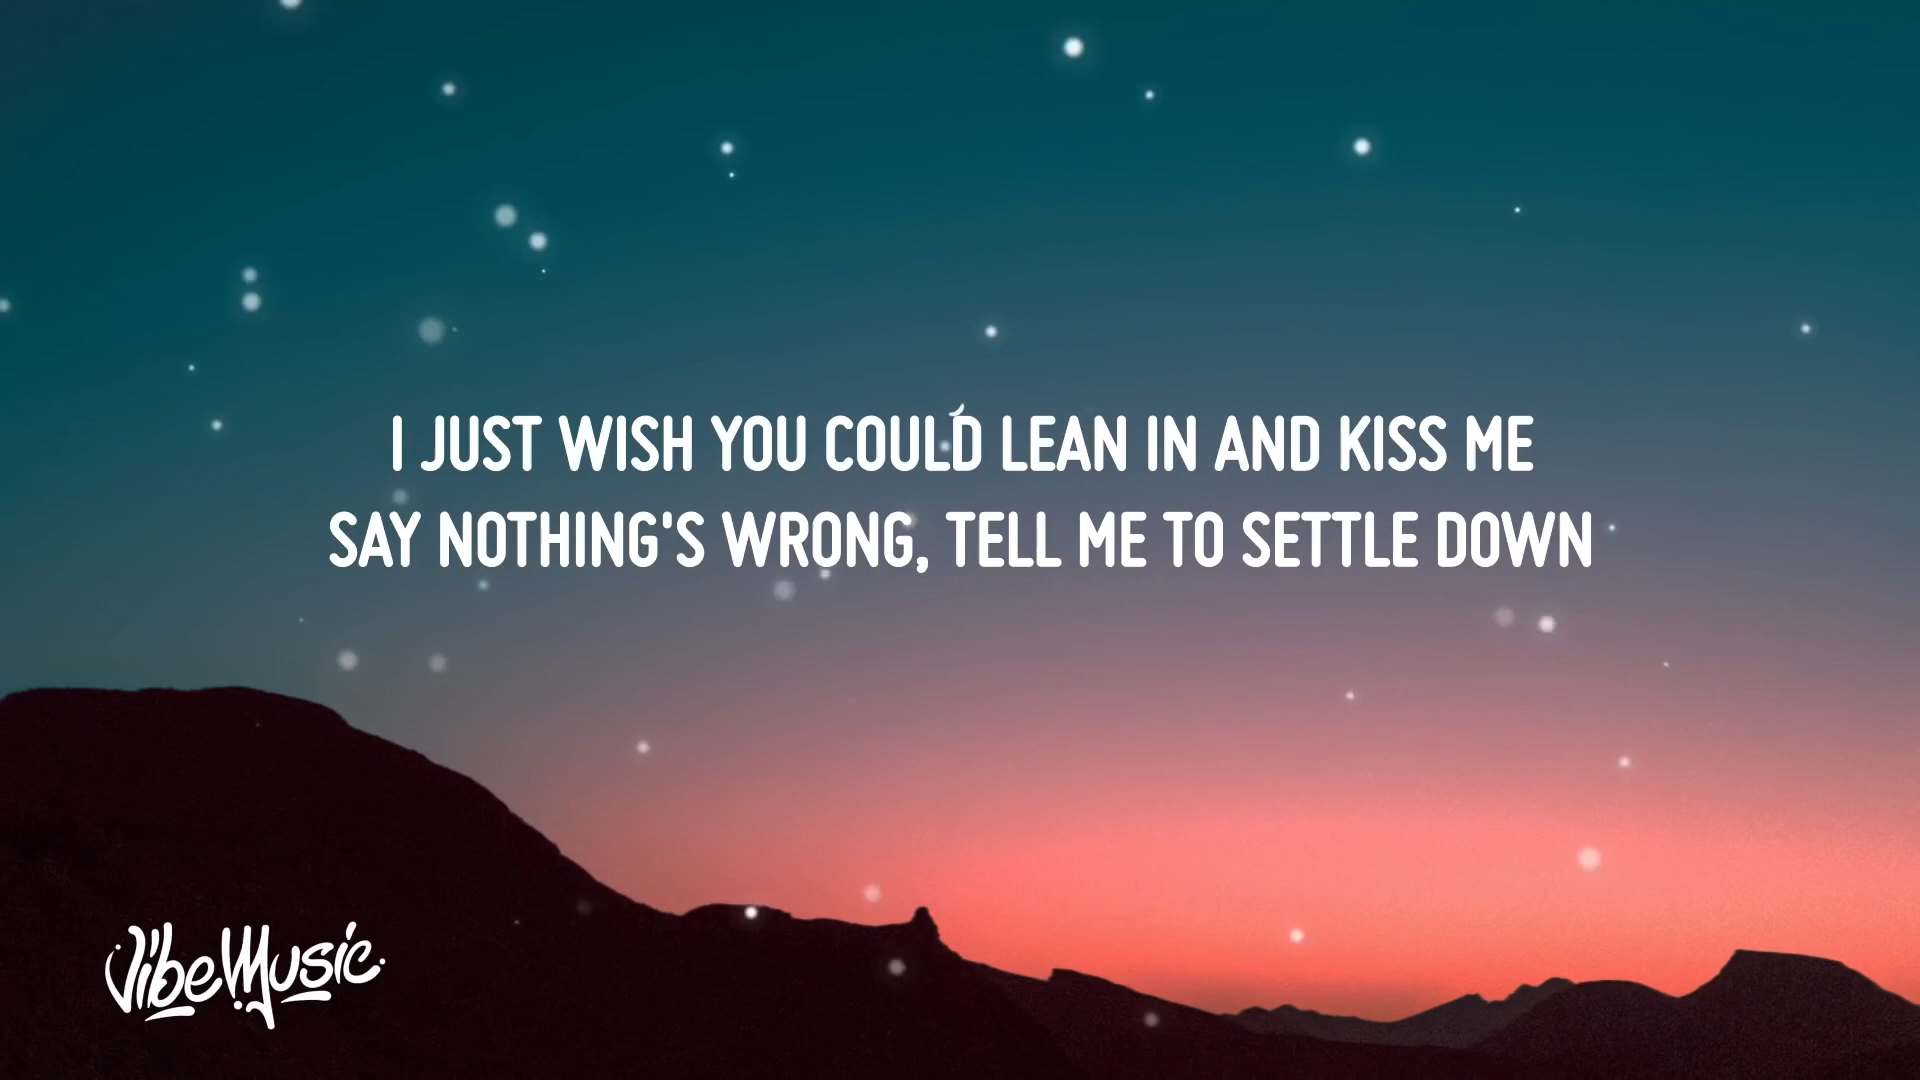 I JUST WISH YOU COULD LEAN IN AND KISS ME
SAY NOTHING'S WRONG, TELL ME TO SETTLE DOWN
VibeMusic